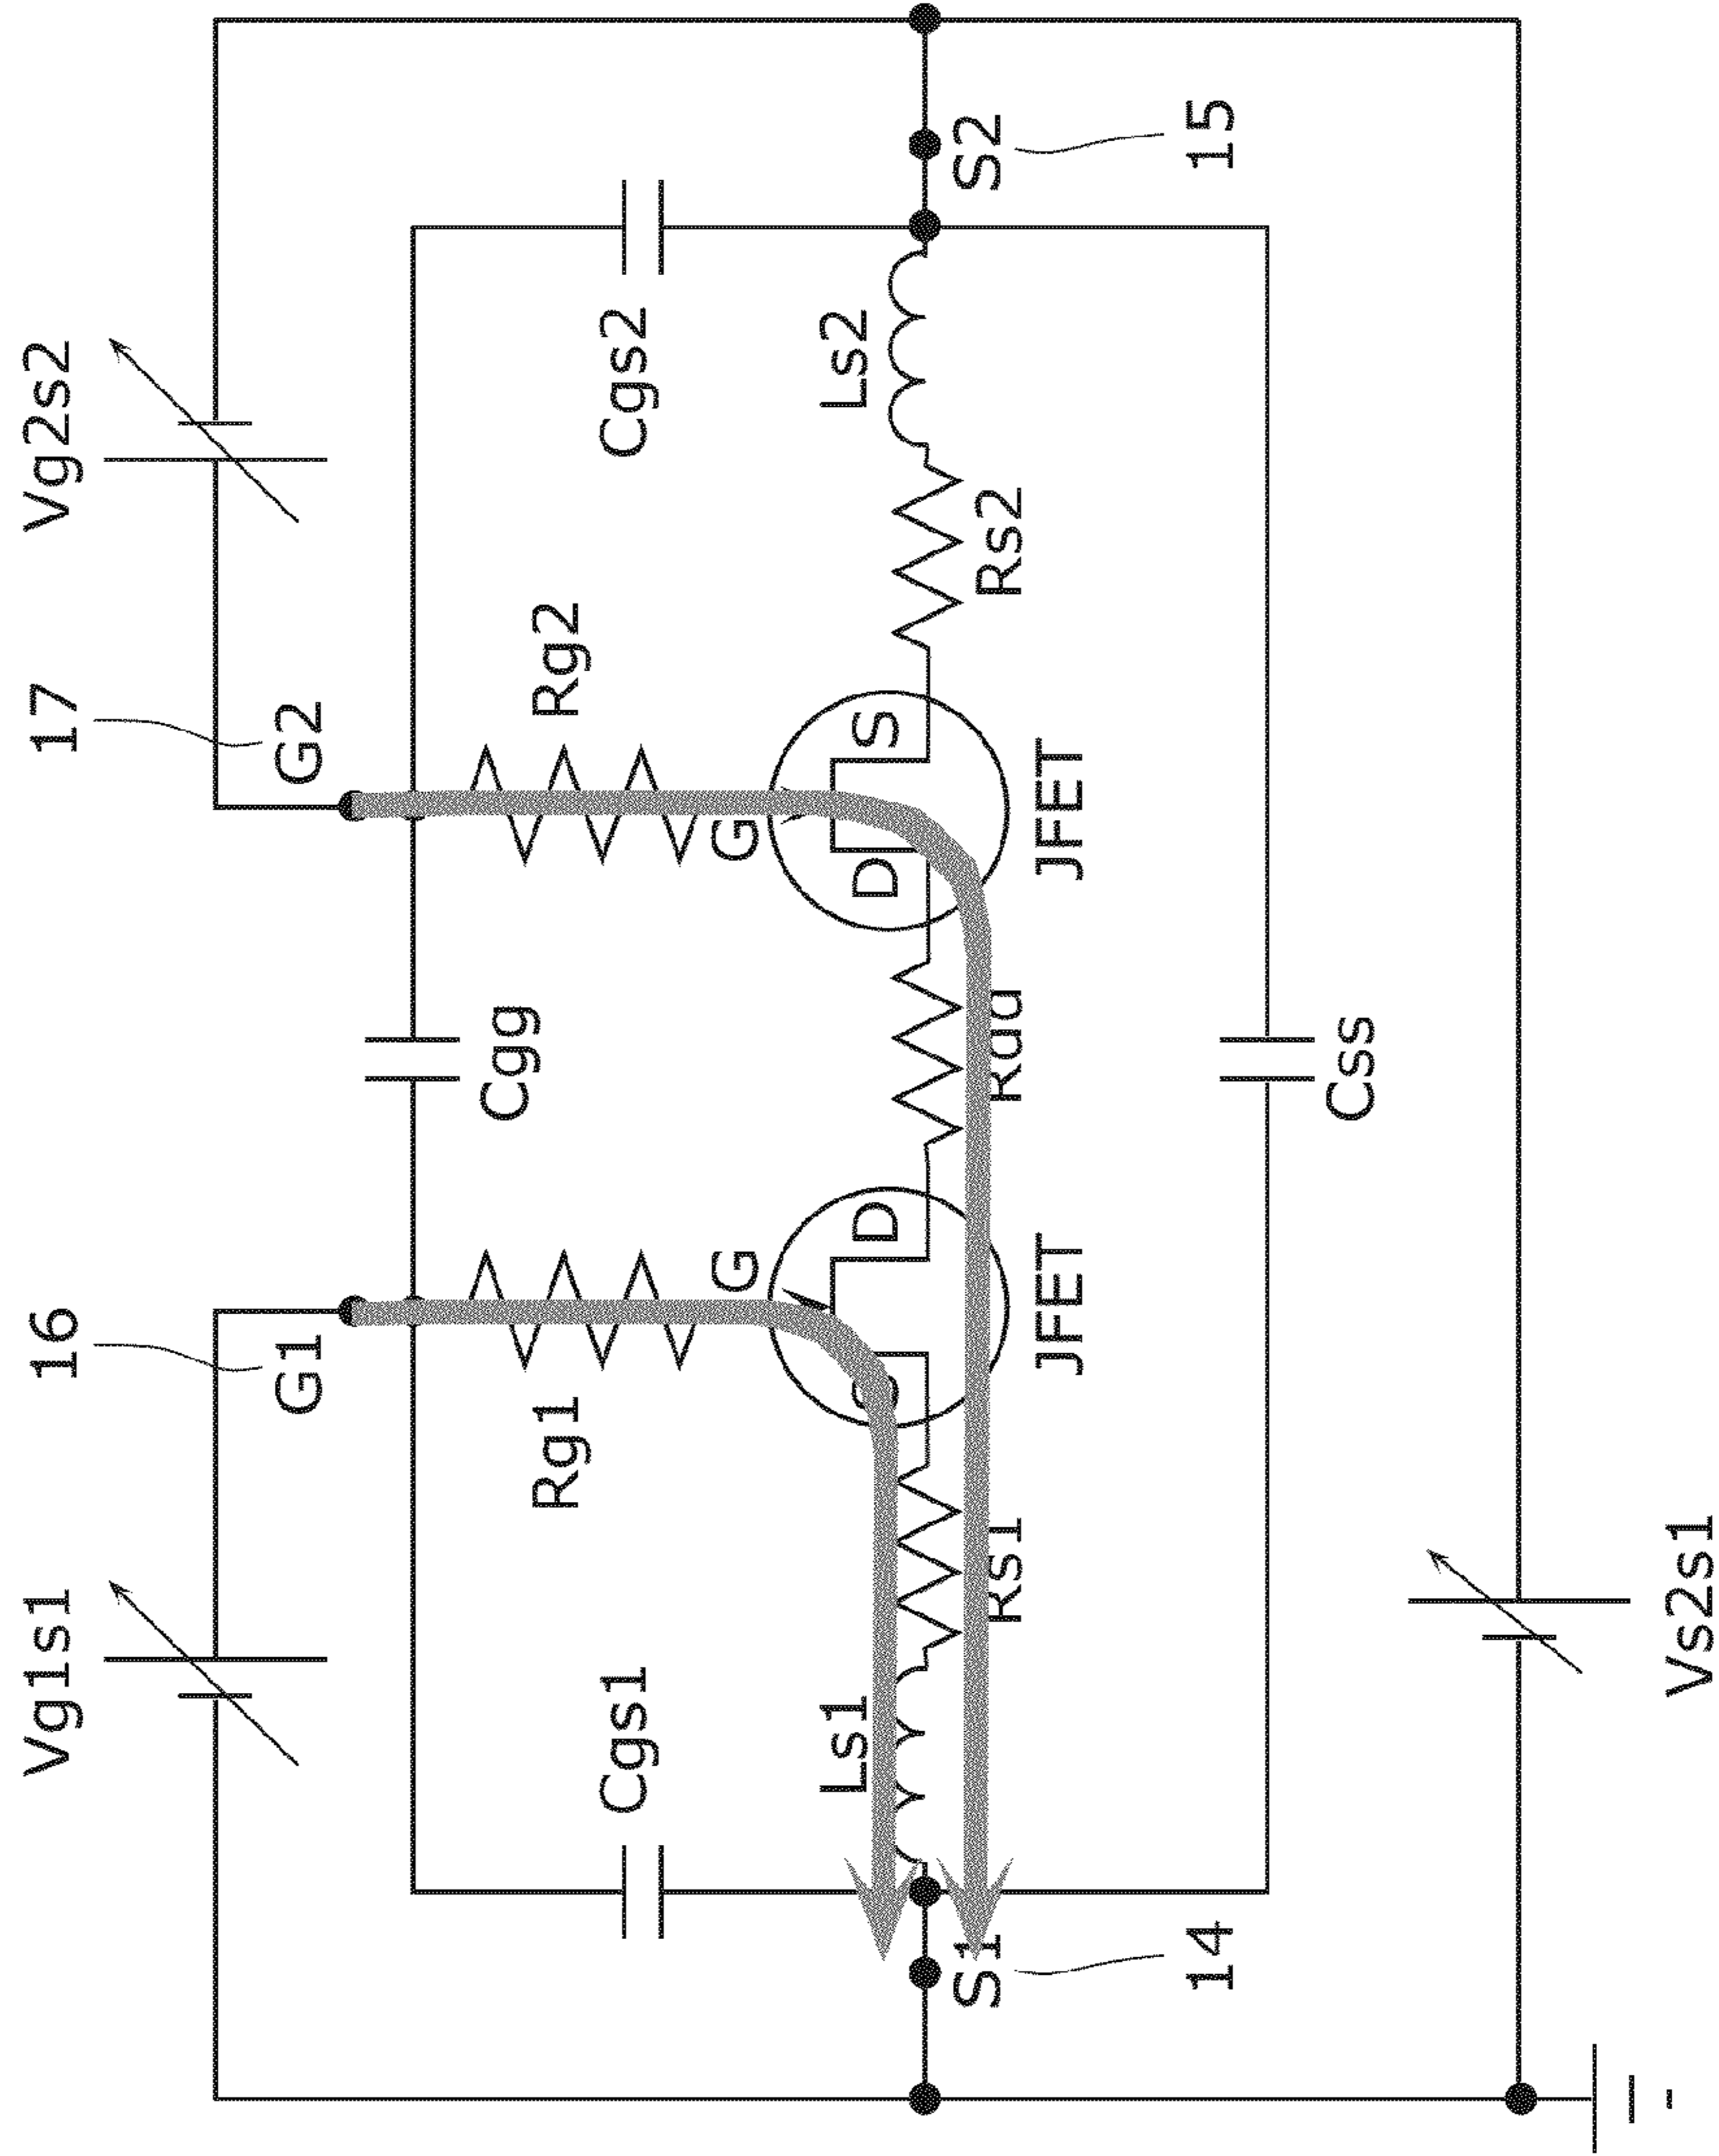 Vg1s1
Vg2s2
16
17
G1
G2
Cgg
Rg1
Rg2
Cgs1
Cgs2
G
G
Ls1
Ls2
S
D
D
S
S1
Rs1
Rdd
Rs2
S2
JFET
JFET
14
15
Css
Vs2s1